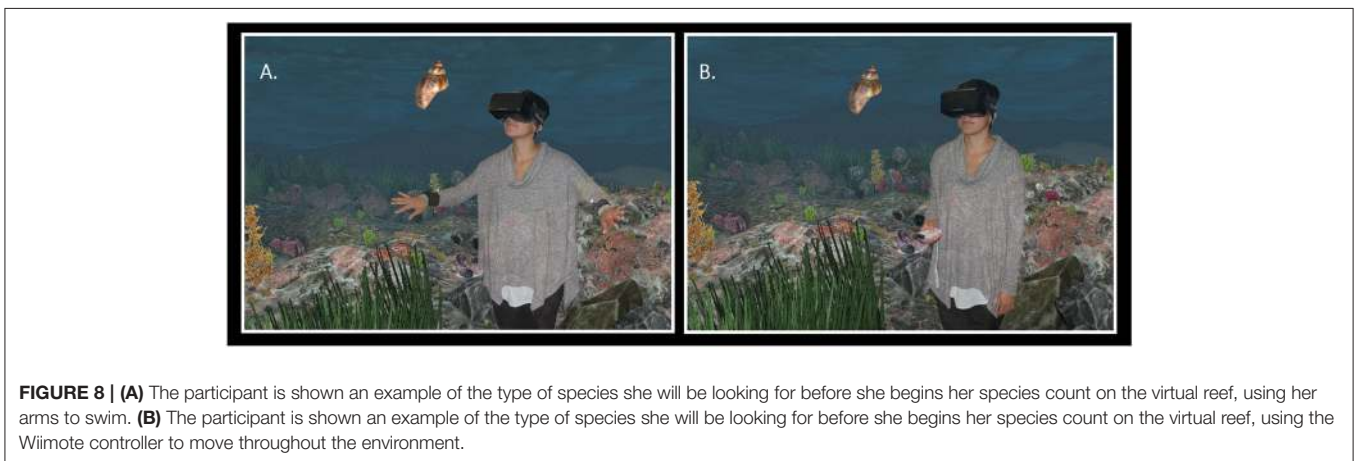 A.
B.
FIGURE 8 | (A) The participant is shown an example of the type of species she will be looking for before she begins her species count on the virtual reef, using her
arms to swim. (B) The participant is shown an example of the type of species she will be looking for before she begins her species count on the virtual reef, using the
Wiimote controller to move throughout the environment.